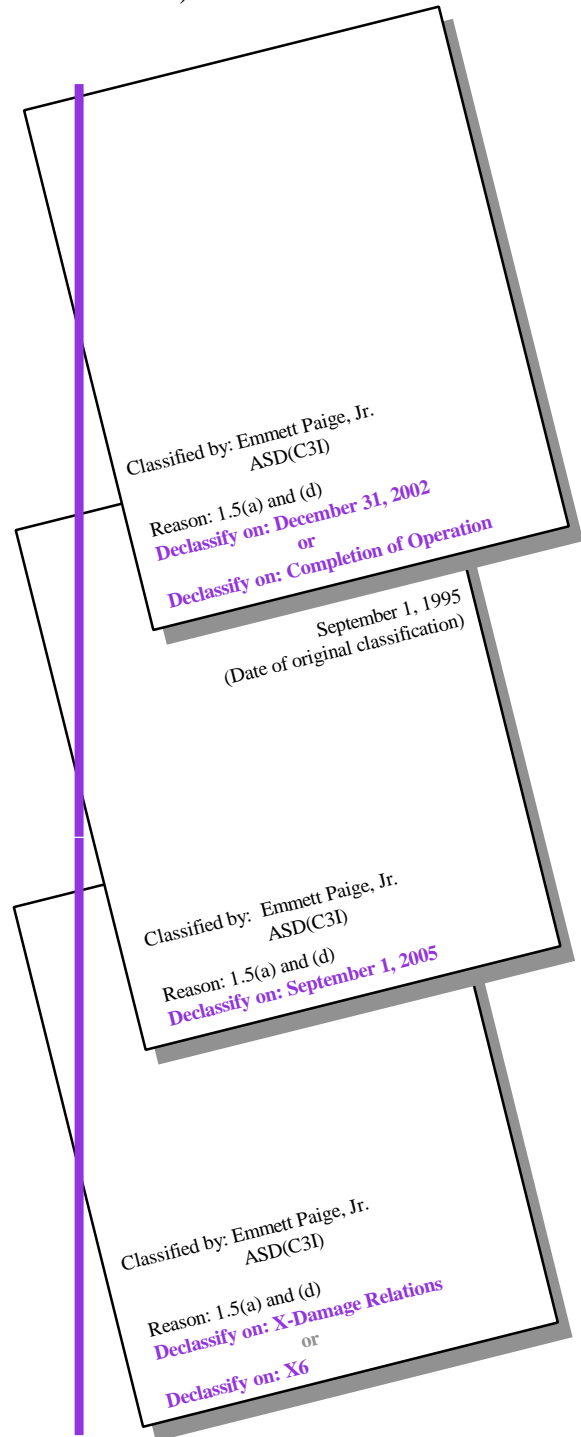 Classified by: Emmett Paige, Jr.
ASD(C3I)
Reason: 1.5(a) and (d)
Declassify on: December 31, 2002
or
Declassify on: Completion of Operation
September 1, 1995
(Date of original classification)
Classified by: Emmett Paige, Jr.
ASD(C3I)
Reason: 1.5(a) and (d)
Declassify on: September 1, 2005
Classified by: Emmett Paige, Jr.
ASD(C3I)
Reason: 1.5(a) and (d)
Declassify on: X-Damage Relations
or
Declassify on: X6